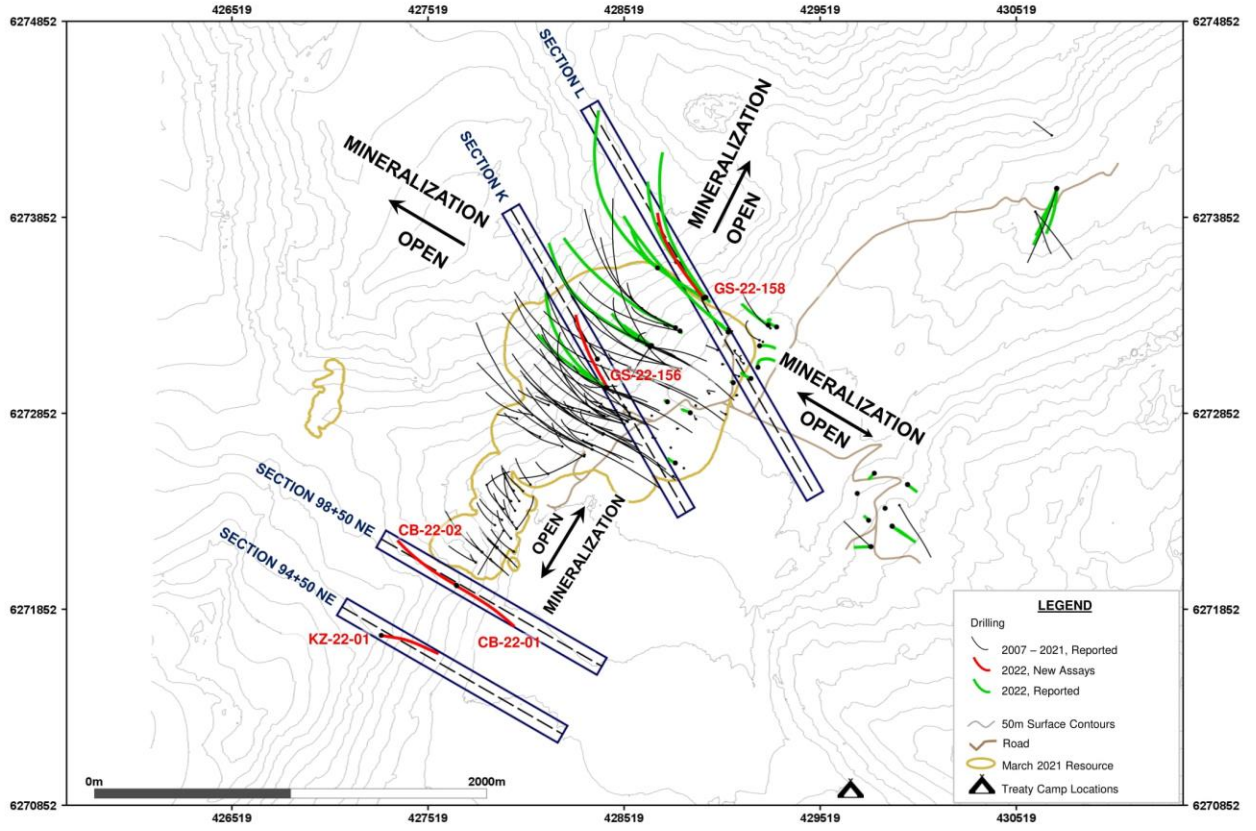 426519
427519
428519
429519
430519
6274852
6274852
SECTION L
MINERALIZATION
OPEN
SECTION K
MINERALIZATION
OPEN
6273852
6273852
GS-22-158
GS-22-156
MINERALIZATION
OPEN
6272852
6272852
SECTION 98+50 NE
CB-22-02
OPEN
MINERALIZATION
SECTION 94+50 NE
6271852
6271852
KZ-22-01
CB-22-01
LEGEND
Drilling
2007 – 2021, Reported
2022, New Assays
2022, Reported
50m Surface Contours
Road
March 2021 Resource
Treaty Camp Locations
0m
2000m
6270852
6270852
426519
427519
428519
429519
430519